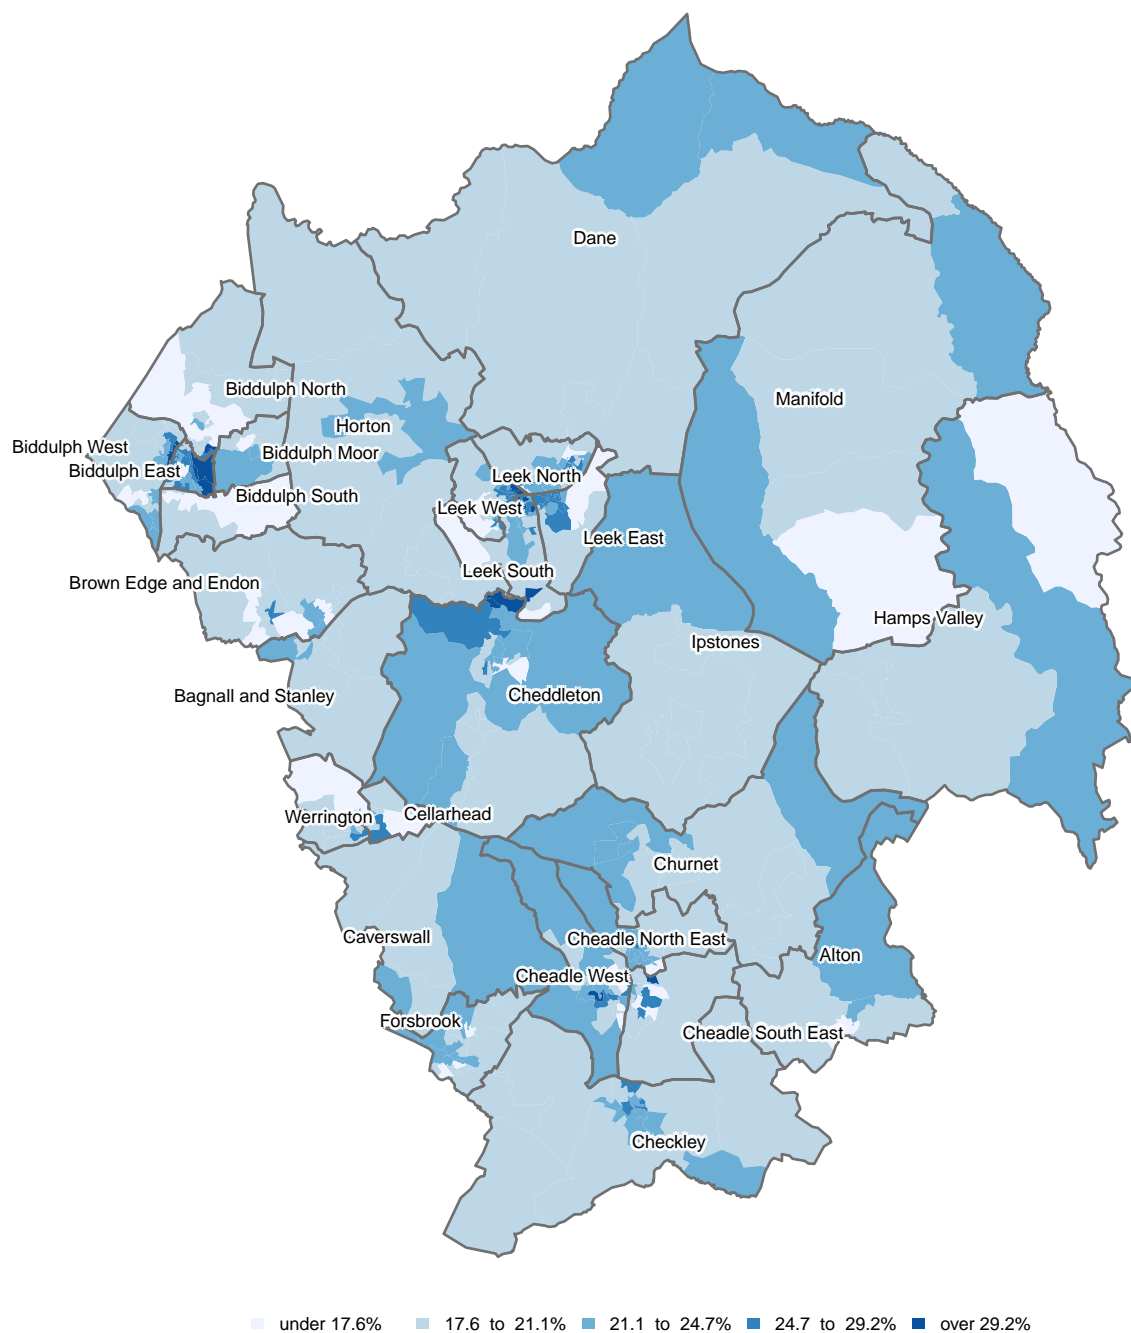 Dane
Biddulph North
Manifold
Horton
Biddulph West
Biddulph Moor
Biddulph East
Leek North
Biddulph South
Leek West
Leek East
Leek South
Brown Edge and Endon
Hamps Valley
Ipstones
Bagnall and Stanley
Cheddleton
Cellarhead
Werrington
Churnet
Caverswall
Cheadle North East
Alton
Cheadle West
Forsbrook
Cheadle South East
Checkley
under 17.6% 17.6 to 21.1% 21.1 to 24.7% 24.7 to 29.2% over 29.2%